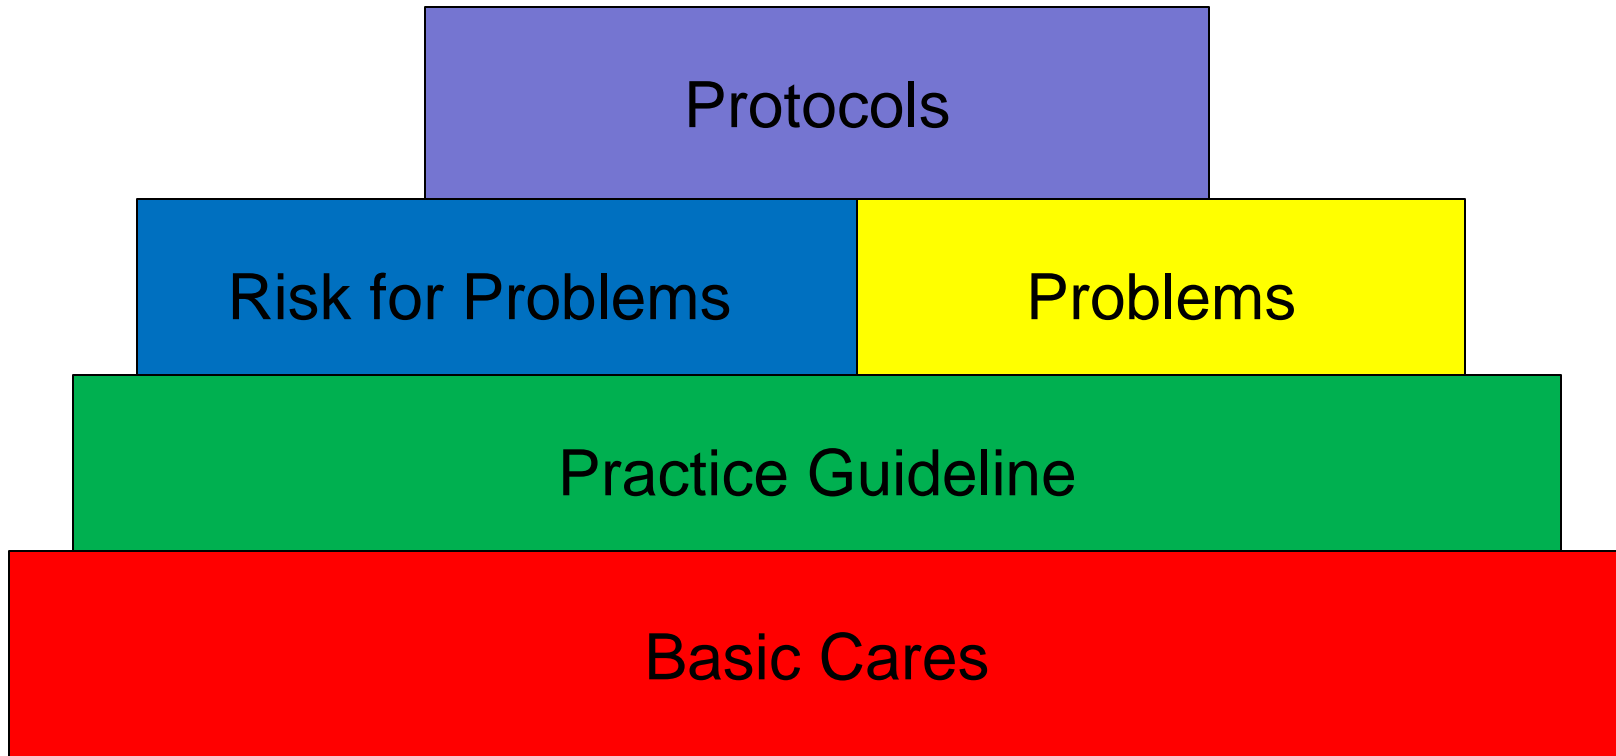 Protocols
Risk for Problems
Problems
Practice Guideline
Basic Cares